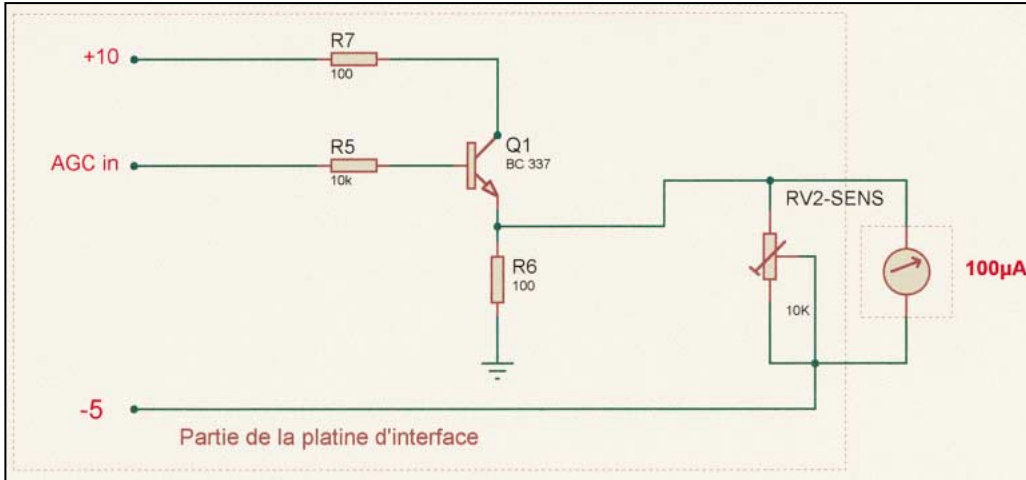 +10
R7
100
AGC in
R5
10k
Q1
BC 337
RV2-SENS
R6
100
10K
100µA
-5
Partie de la platine d'interface